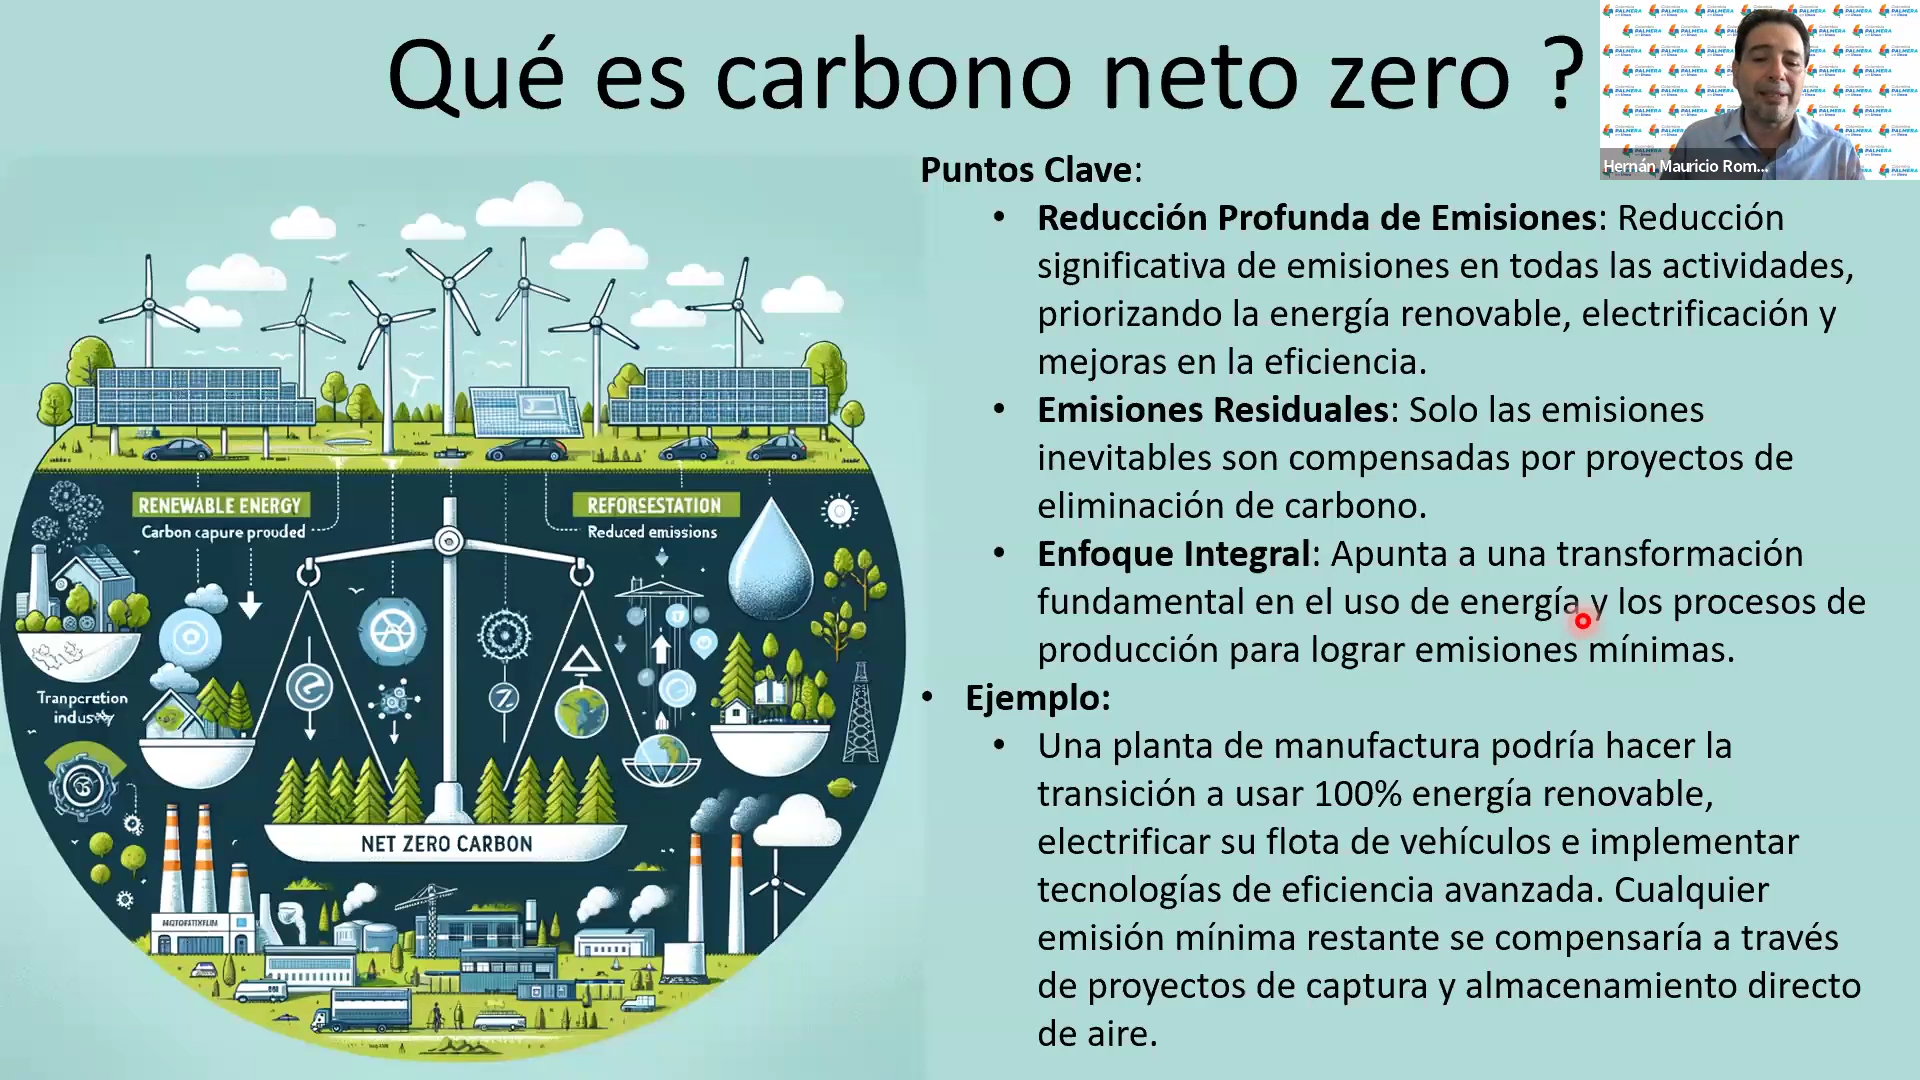 Qué es carbono neto zero ?
Colombia
PALMERA
en línea
Hernán Mauricio Rom...
Puntos Clave:
• Reducción Profunda de Emisiones: Reducción
significativa de emisiones en todas las actividades,
priorizando la energía renovable, electrificación y
mejoras en la eficiencia.
• Emisiones Residuales: Solo las emisiones
inevitables son compensadas por proyectos de
eliminación de carbono.
• Enfoque Integral: Apunta a una transformación
fundamental en el uso de energía y los procesos de
producción para lograr emisiones mínimas.
• Ejemplo:
• Una planta de manufactura podría hacer la
transición a usar 100% energía renovable,
electrificar su flota de vehículos e implementar
tecnologías de eficiencia avanzada. Cualquier
emisión mínima restante se compensaría a través
de proyectos de captura y almacenamiento directo
de aire.
RENEWABLE ENERGY
Carbon capure prouded
REFORSESTATION
Reduced emissions
Tranpcretion
NET ZERO CARBON